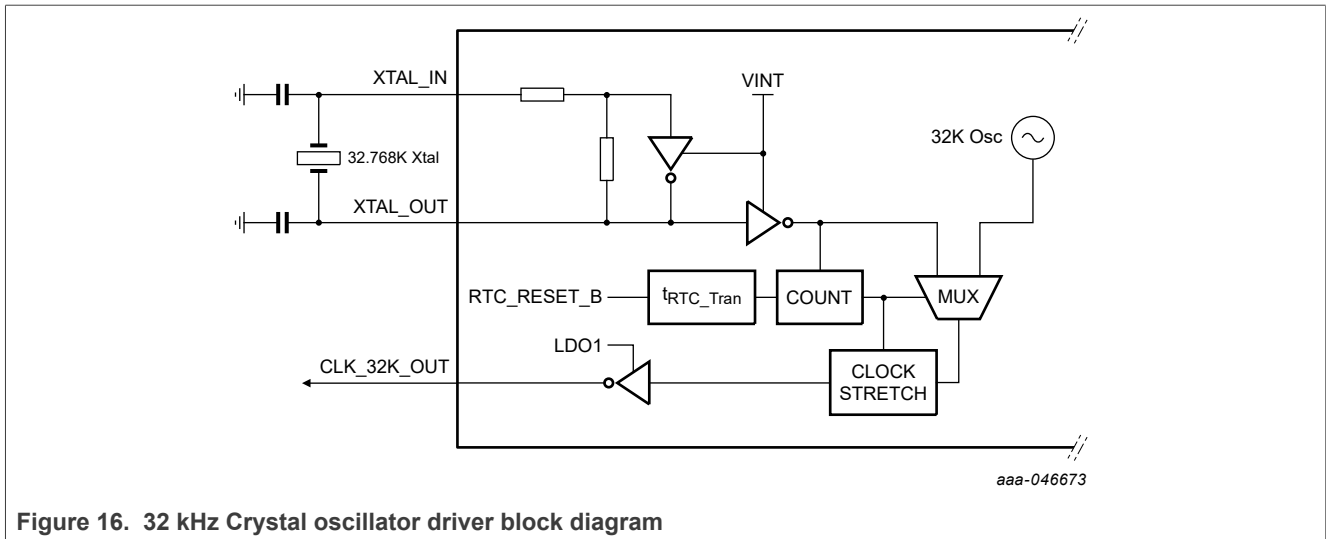 XTAL_IN
VINT
32K Osc
32.768K Xtal
XTAL_OUT
RTC_RESET_B
tRTC_Tran
COUNT
MUX
LDO1
CLK_32K_OUT
CLOCK
STRETCH
aaa-046673
Figure 16. 32 kHz Crystal oscillator driver block diagram